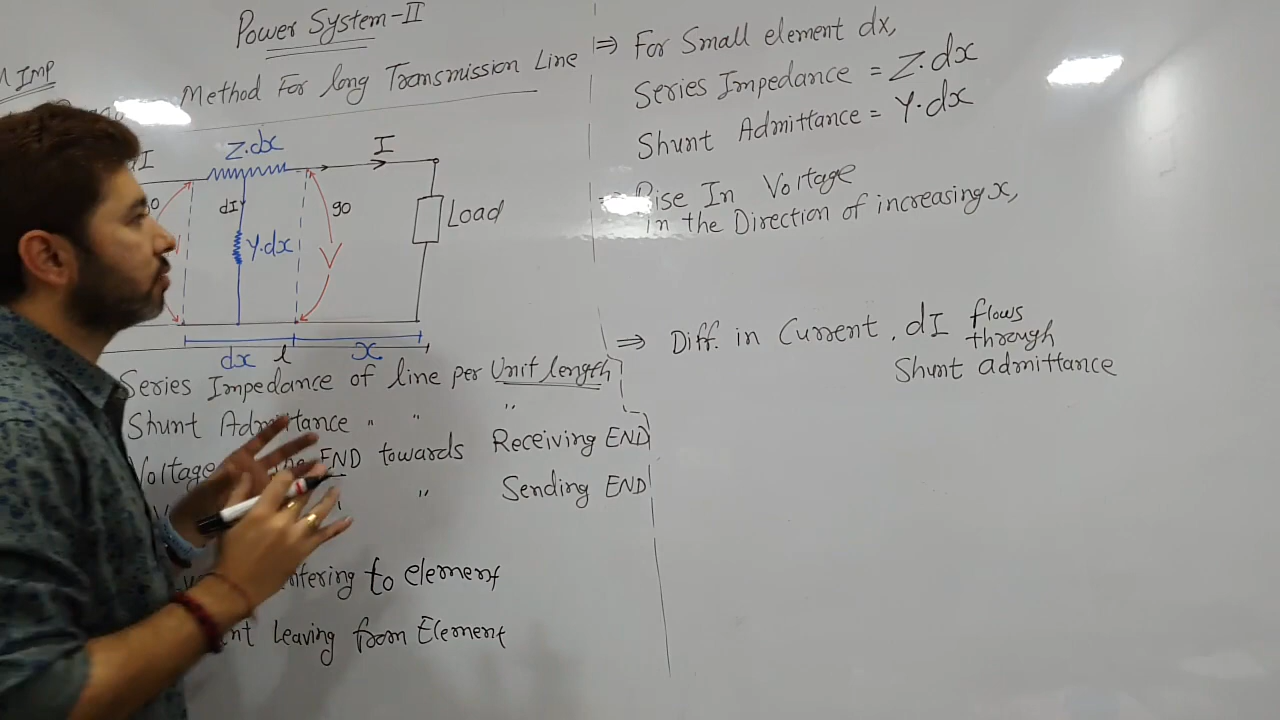 Power System-II
IMP
Method For long Transmission Line
I
Z.dx
I
dI
Y.dx
V
Load
dx
l
x
Series Impedance of line per Unit length
Shunt Admittance " " "
Voltage END towards Receiving END
" " Sending END
entering to element
Leaving from Element
⇒ For Small element dx,
Series Impedance = Z.dx
Shunt Admittance = Y.dx
Rise In Voltage
in the Direction of increasing x,
⇒ Diff. in Current, dI flows
through
Shunt admittance